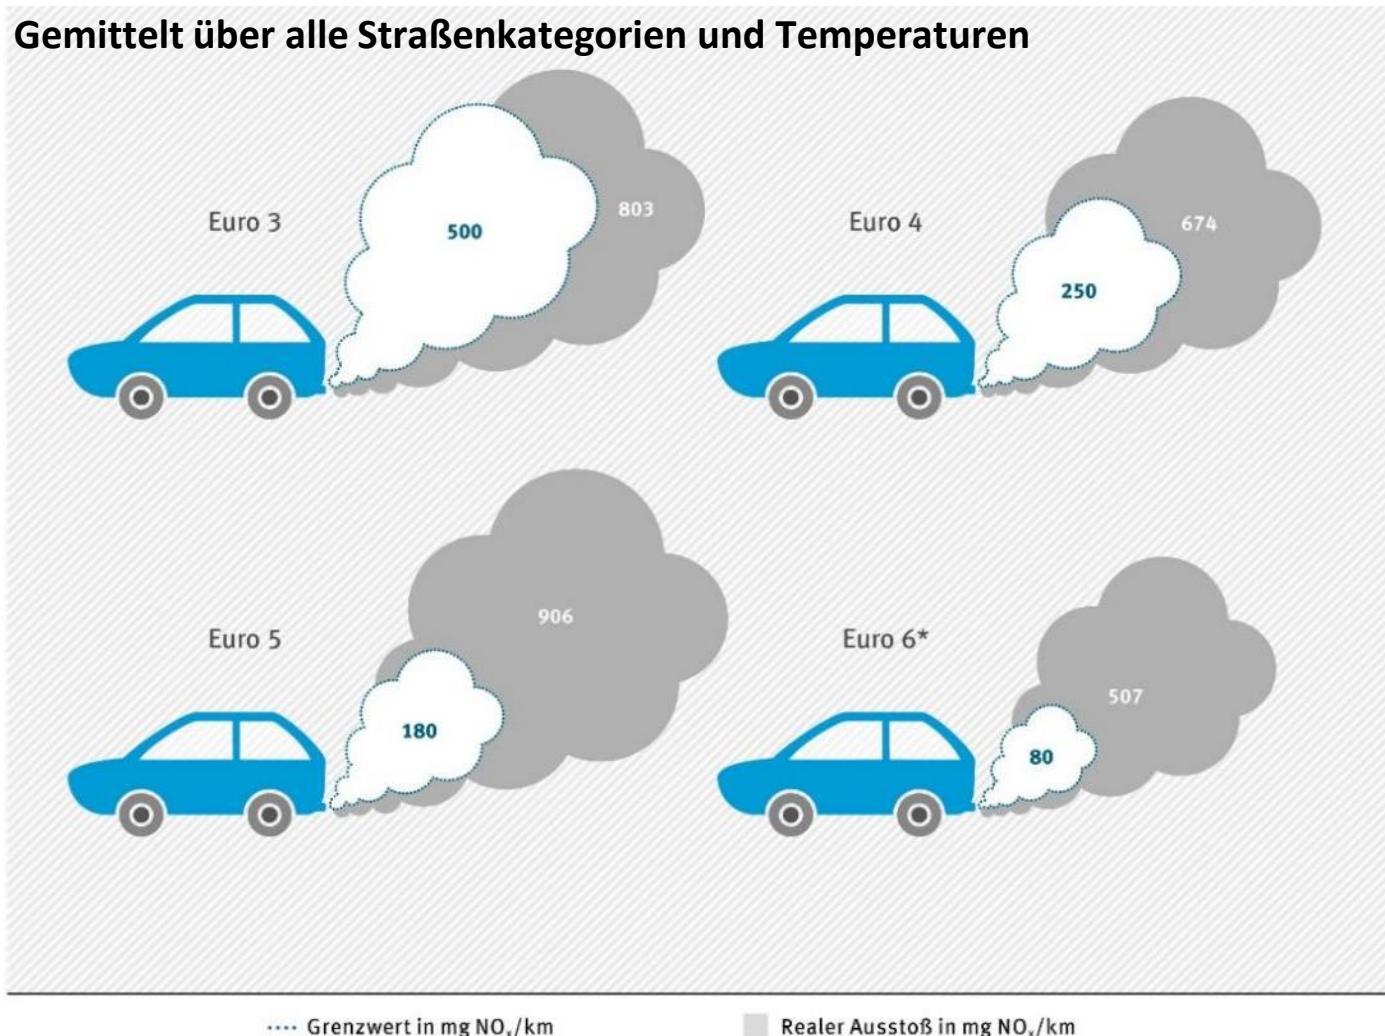 Gemittelt über alle Straßenkategorien und Temperaturen
Euro 3
500
803
Euro 4
250
674
Euro 5
180
906
Euro 6*
80
507
Grenzwert in mg NOₓ/km
Realer Ausstoß in mg NOₓ/km